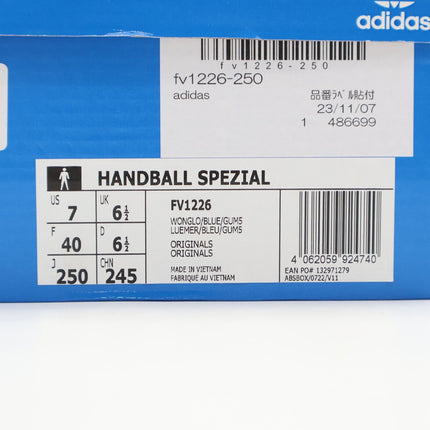 adidas
fv1226-250
fv1226-250
adidas
品番ラベル貼付
23/11/07
1 486699
HANDBALL SPEZIAL
US UK
7 6½
F D
40 6½
J CHN
250 245
FV1226
WONGLO/BLUE/GUM5
LUEMER/BLEU/GUM5
ORIGINALS
ORIGINALS
MADE IN VIETNAM
FABRIQUE AU VIETNAM
4 062059 924740
EAN PO# 132971279
ABSBOX/0722/V11